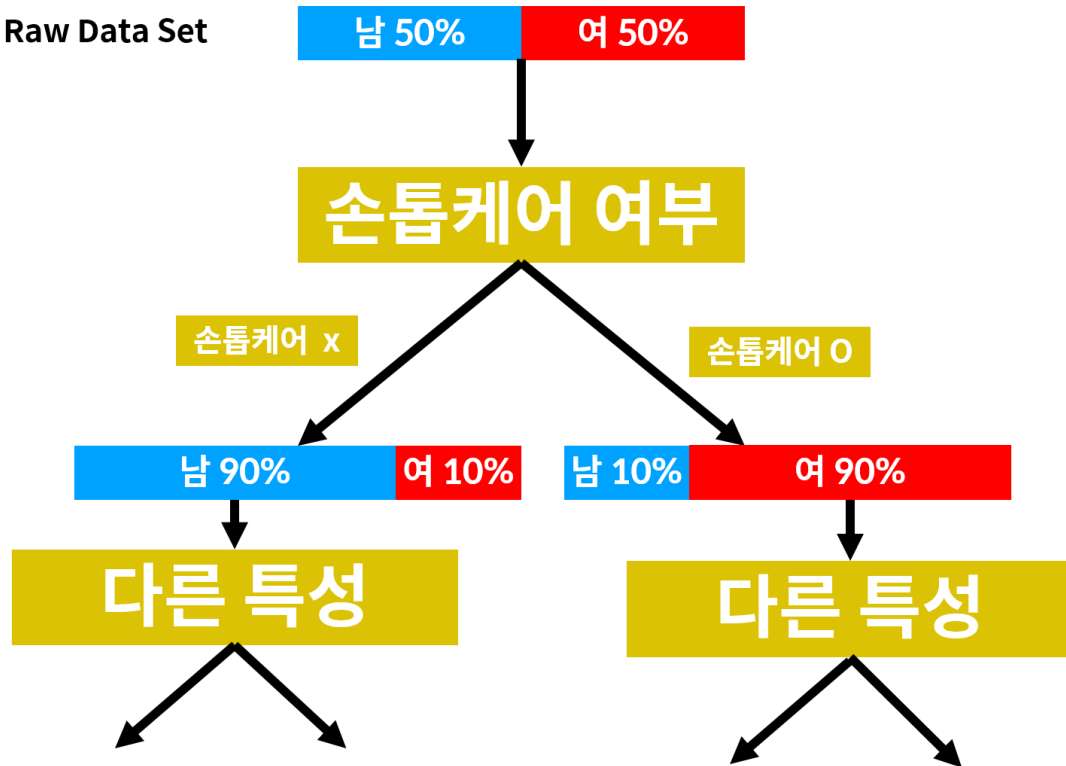 Raw Data Set
남 50% 여 50%
손톱케어 여부
손톱케어 x
손톱케어 O
남 90% 여 10%
남 10% 여 90%
다른 특성
다른 특성